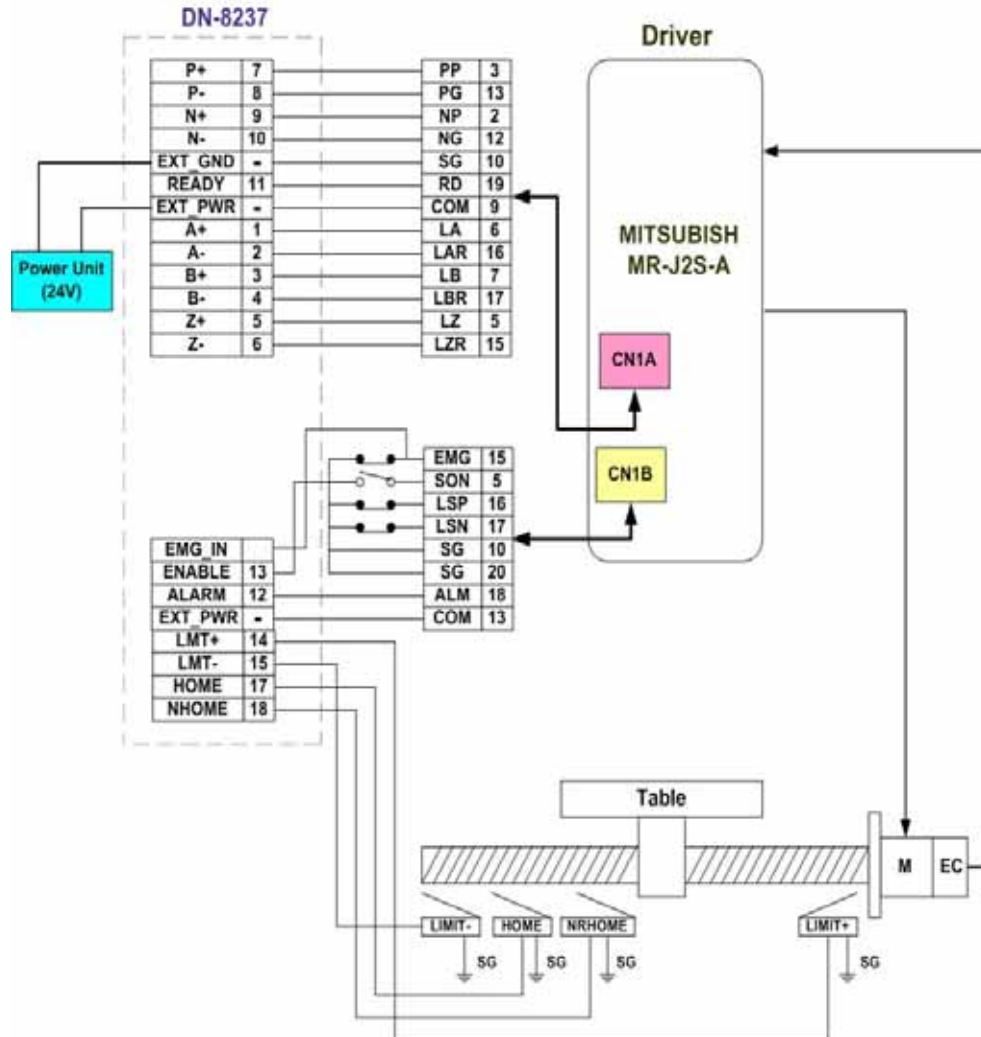 DN-8237
Driver
P+ 7 PP 3
P- 8 PG 13
N+ 9 NP 2
N- 10 NG 12
EXT_GND - SG 10
READY 11 RD 19
EXT_PWR - COM 9
A+ 1 LA 6
A- 2 LAR 16
B+ 3 LB 7
B- 4 LBR 17
Z+ 5 LZ 5
Z- 6 LZR 15
Power Unit
(24V)
MITSUBISH
MR-J2S-A
CN1A
CN1B
EMG 15
SON 5
LSP 16
LSN 17
SG 10
SG 20
ALM 18
COM 13
EMG_IN
ENABLE 13
ALARM 12
EXT_PWR -
LMT+ 14
LMT- 15
HOME 17
NHOME 18
Table
M EC
LIMIT- HOME NRHOME LIMIT+
SG SG SG SG